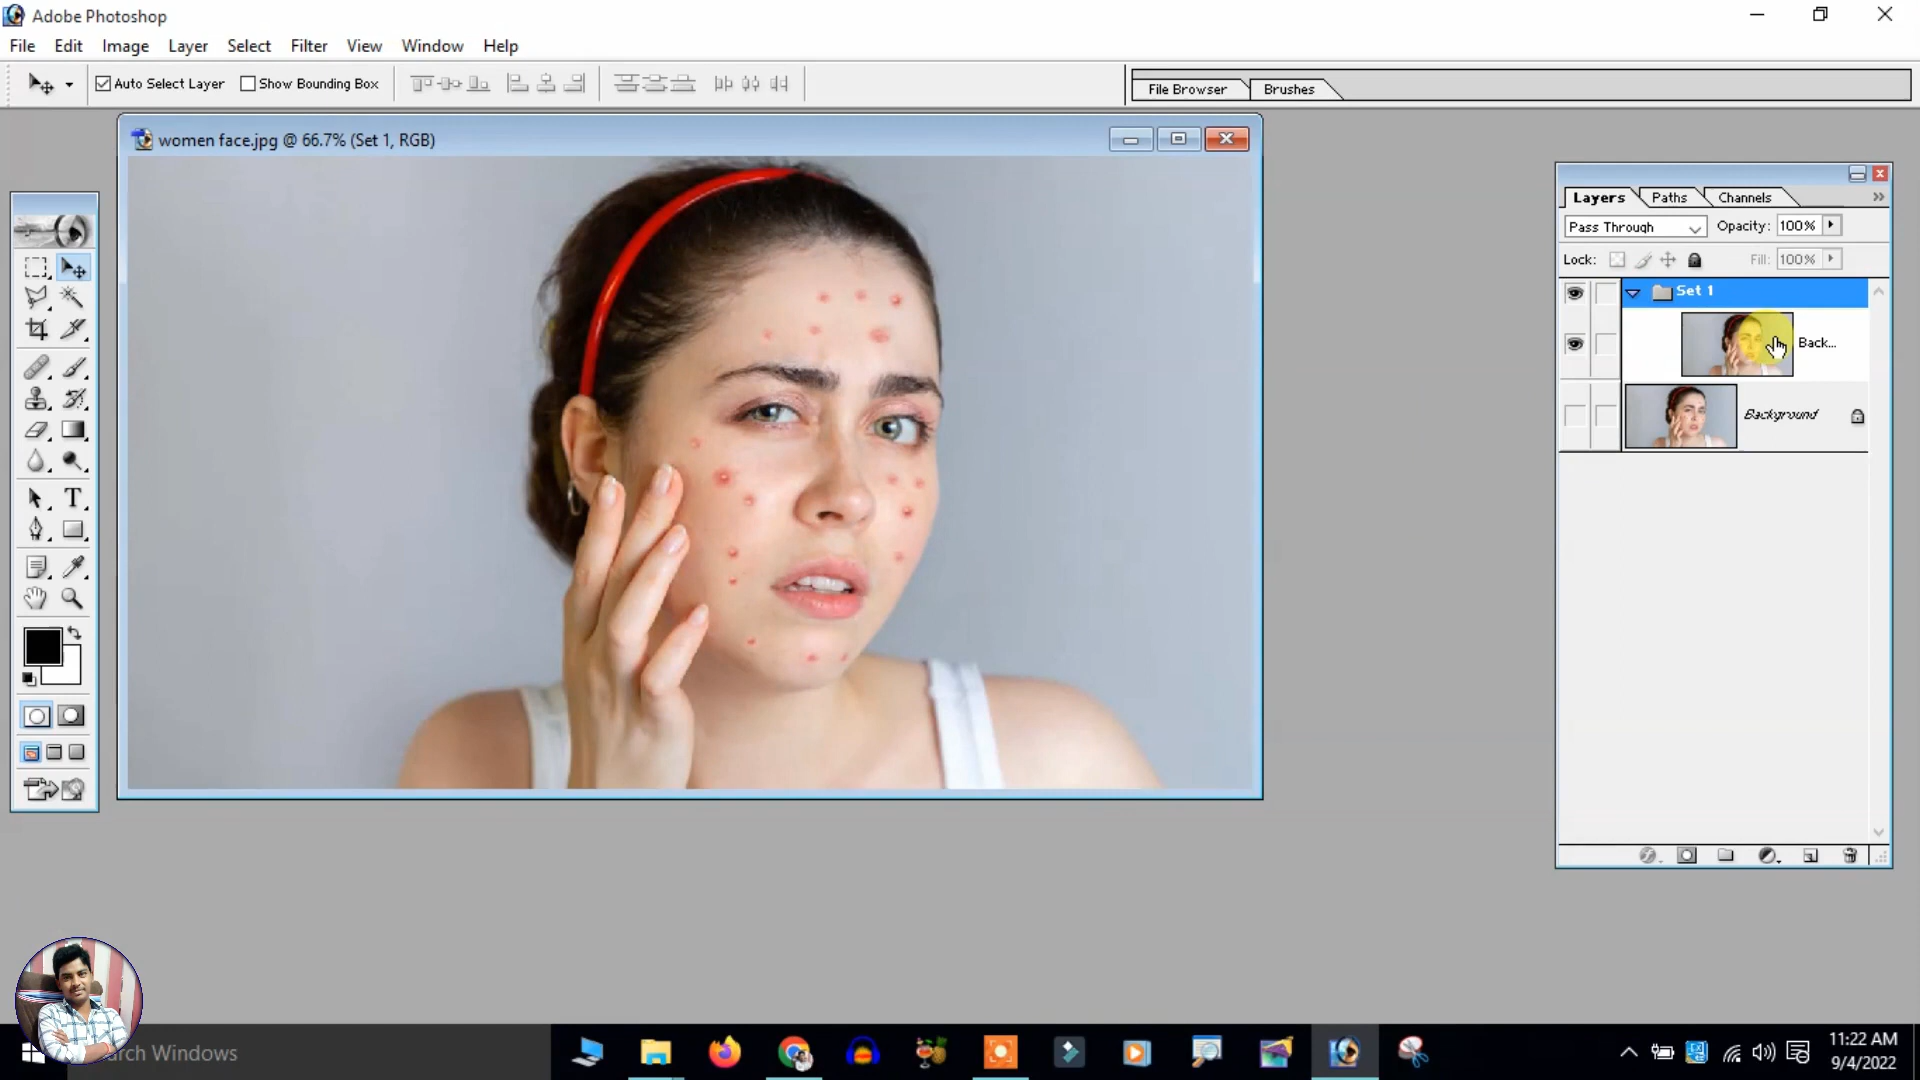 Adobe Photoshop
File Edit Image Layer Select Filter View Window Help
Auto Select Layer Show Bounding Box
File Browser Brushes
women face.jpg @ 66.7% (Set 1, RGB)
Layers Paths Channels
Pass Through Opacity: 100%
Lock: Fill: 100%
Set 1
Back...
Background
T
arch Windows
11:22 AM
9/4/2022